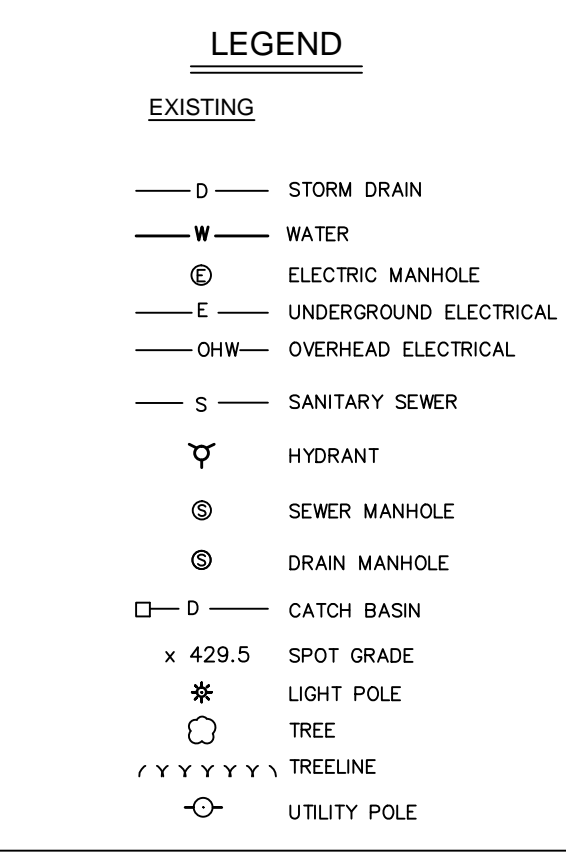 LEGEND
EXISTING
D STORM DRAIN
W WATER
E ELECTRIC MANHOLE
E UNDERGROUND ELECTRICAL
OHW OVERHEAD ELECTRICAL
S SANITARY SEWER
HYDRANT
S SEWER MANHOLE
S DRAIN MANHOLE
D CATCH BASIN
x 429.5 SPOT GRADE
LIGHT POLE
TREE
TREELINE
UTILITY POLE